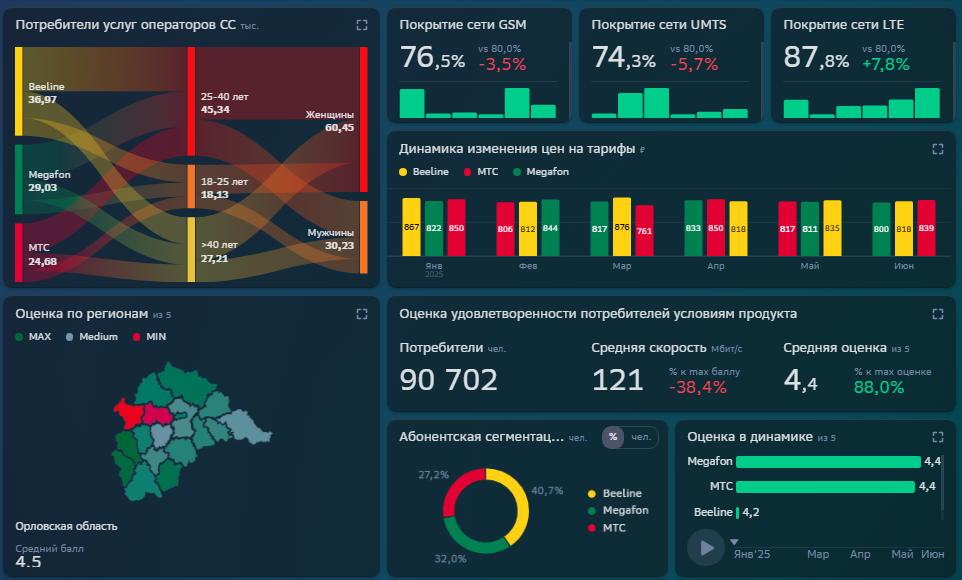 Потребители услуг операторов СС тыс.
Beeline
36,97
Megafon
29,03
МТС
24,68
25-40 лет
45,34
18-25 лет
18,13
>40 лет
27,21
Женщины
60,45
Мужчины
30,23
Покрытие сети GSM
76,5%
vs 80,0%
-3,5%
Покрытие сети UMTS
74,3%
vs 80,0%
-5,7%
Покрытие сети LTE
87,8%
vs 80,0%
+7,8%
Динамика изменения цен на тарифы ₽
Beeline МТС Megafon
867 822 850 806 812 844 817 876 761 833 850 818 817 811 835 800 818 839
Янв Фев Мар Апр Май Июн
2025
Оценка по регионам из 5
MAX Medium MIN
Орловская область
Средний балл
4.5
Оценка удовлетворенности потребителей условиям продукта
Потребители чел.
90 702
Средняя скорость Мбит/с
121
% к max баллу
-38,4%
Средняя оценка из 5
4,4
% к max оценке
88,0%
Абонентская сегментац... чел.
% чел.
27,2%
40,7%
32,0%
Beeline
Megafon
МТС
Оценка в динамике из 5
Megafon 4,4
МТС 4,4
Beeline 4,2
Янв'25 Мар Апр Май Июн